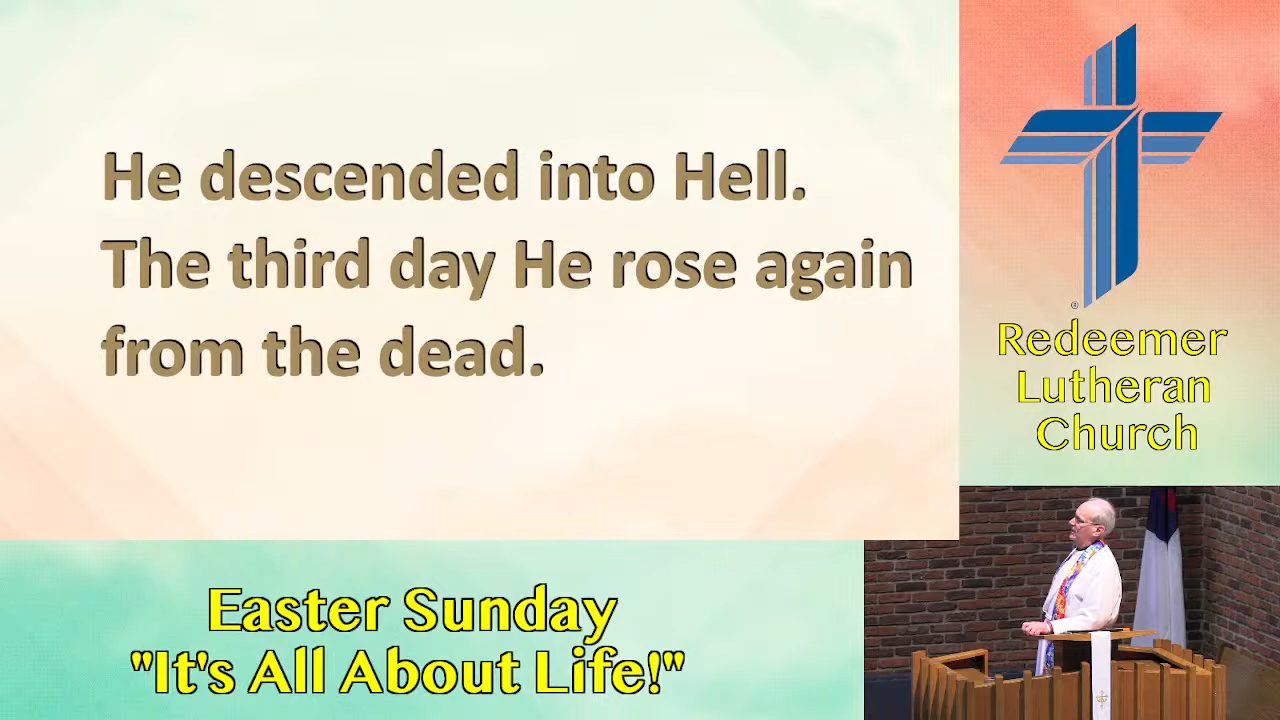 He descended into Hell.
The third day He rose again
from the dead.
®
Redeemer
Lutheran
Church
Easter Sunday
"It's All About Life!"